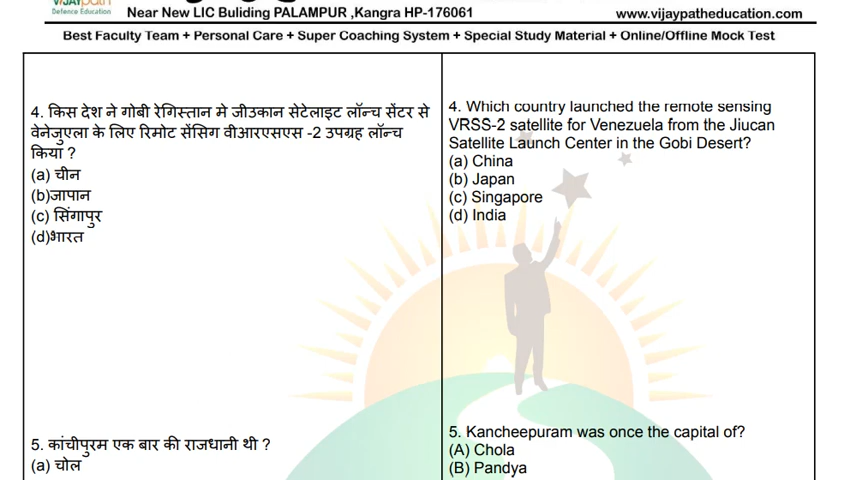 VIJAYPATH
Defence Education
Near New LIC Buliding PALAMPUR ,Kangra HP-176061
www.vijaypatheducation.com
Best Faculty Team + Personal Care + Super Coaching System + Special Study Material + Online/Offline Mock Test
4. किस देश ने गोबी रेगिस्तान मे जीउकान सेटेलाइट लॉन्च सेंटर से
वेनेजुएला के लिए रिमोट सेंसिग वीआरएसएस -2 उपग्रह लॉन्च
किया ?
(a) चीन
(b)जापान
(c) सिंगापुर
(d)भारत
5. कांचीपुरम एक बार की राजधानी थी ?
(a) चोल
4. Which country launched the remote sensing
VRSS-2 satellite for Venezuela from the Jiucan
Satellite Launch Center in the Gobi Desert?
(a) China
(b) Japan
(c) Singapore
(d) India
5. Kancheepuram was once the capital of?
(A) Chola
(B) Pandya